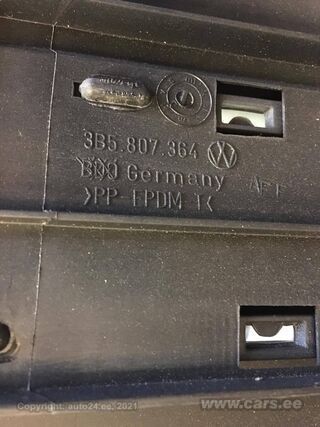 3B5.807.364
Germany
>PP-EPDM-T<
Copyright: auto24.ee, 2021
www.cars.ee